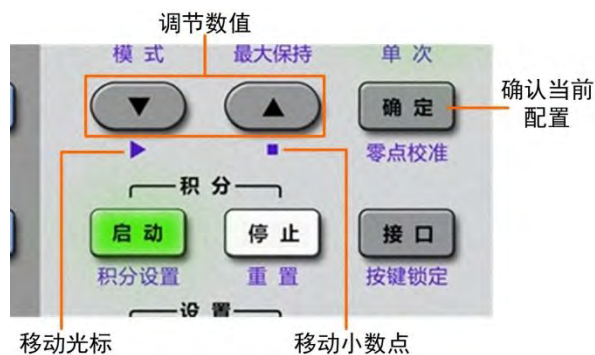 调节数值
模式 最大保持 单次
▼ ▲ 确定
确认当前
配置
▶ ■ 零点校准
积分
启动 停止 接口
积分设置 重置 按键锁定
设置
移动光标 移动小数点